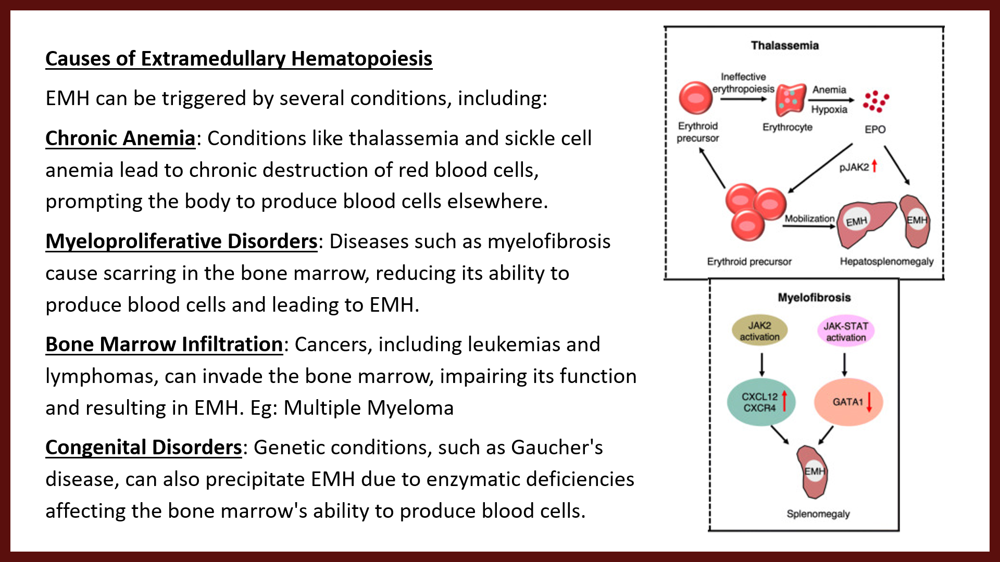 Causes of Extramedullary Hematopoiesis
EMH can be triggered by several conditions, including:
Chronic Anemia: Conditions like thalassemia and sickle cell
anemia lead to chronic destruction of red blood cells,
prompting the body to produce blood cells elsewhere.
Myeloproliferative Disorders: Diseases such as myelofibrosis
cause scarring in the bone marrow, reducing its ability to
produce blood cells and leading to EMH.
Bone Marrow Infiltration: Cancers, including leukemias and
lymphomas, can invade the bone marrow, impairing its function
and resulting in EMH. Eg: Multiple Myeloma
Congenital Disorders: Genetic conditions, such as Gaucher's
disease, can also precipitate EMH due to enzymatic deficiencies
affecting the bone marrow's ability to produce blood cells.
Thalassemia
Ineffective
erythropoiesis
Anemia
Hypoxia
Erythroid
precursor
Erythrocyte
EPO
pJAK2
Mobilization
EMH
EMH
Erythroid precursor
Hepatosplenomegaly
Myelofibrosis
JAK2
activation
JAK-STAT
activation
CXCL12
CXCR4
GATA1
EMH
Splenomegaly